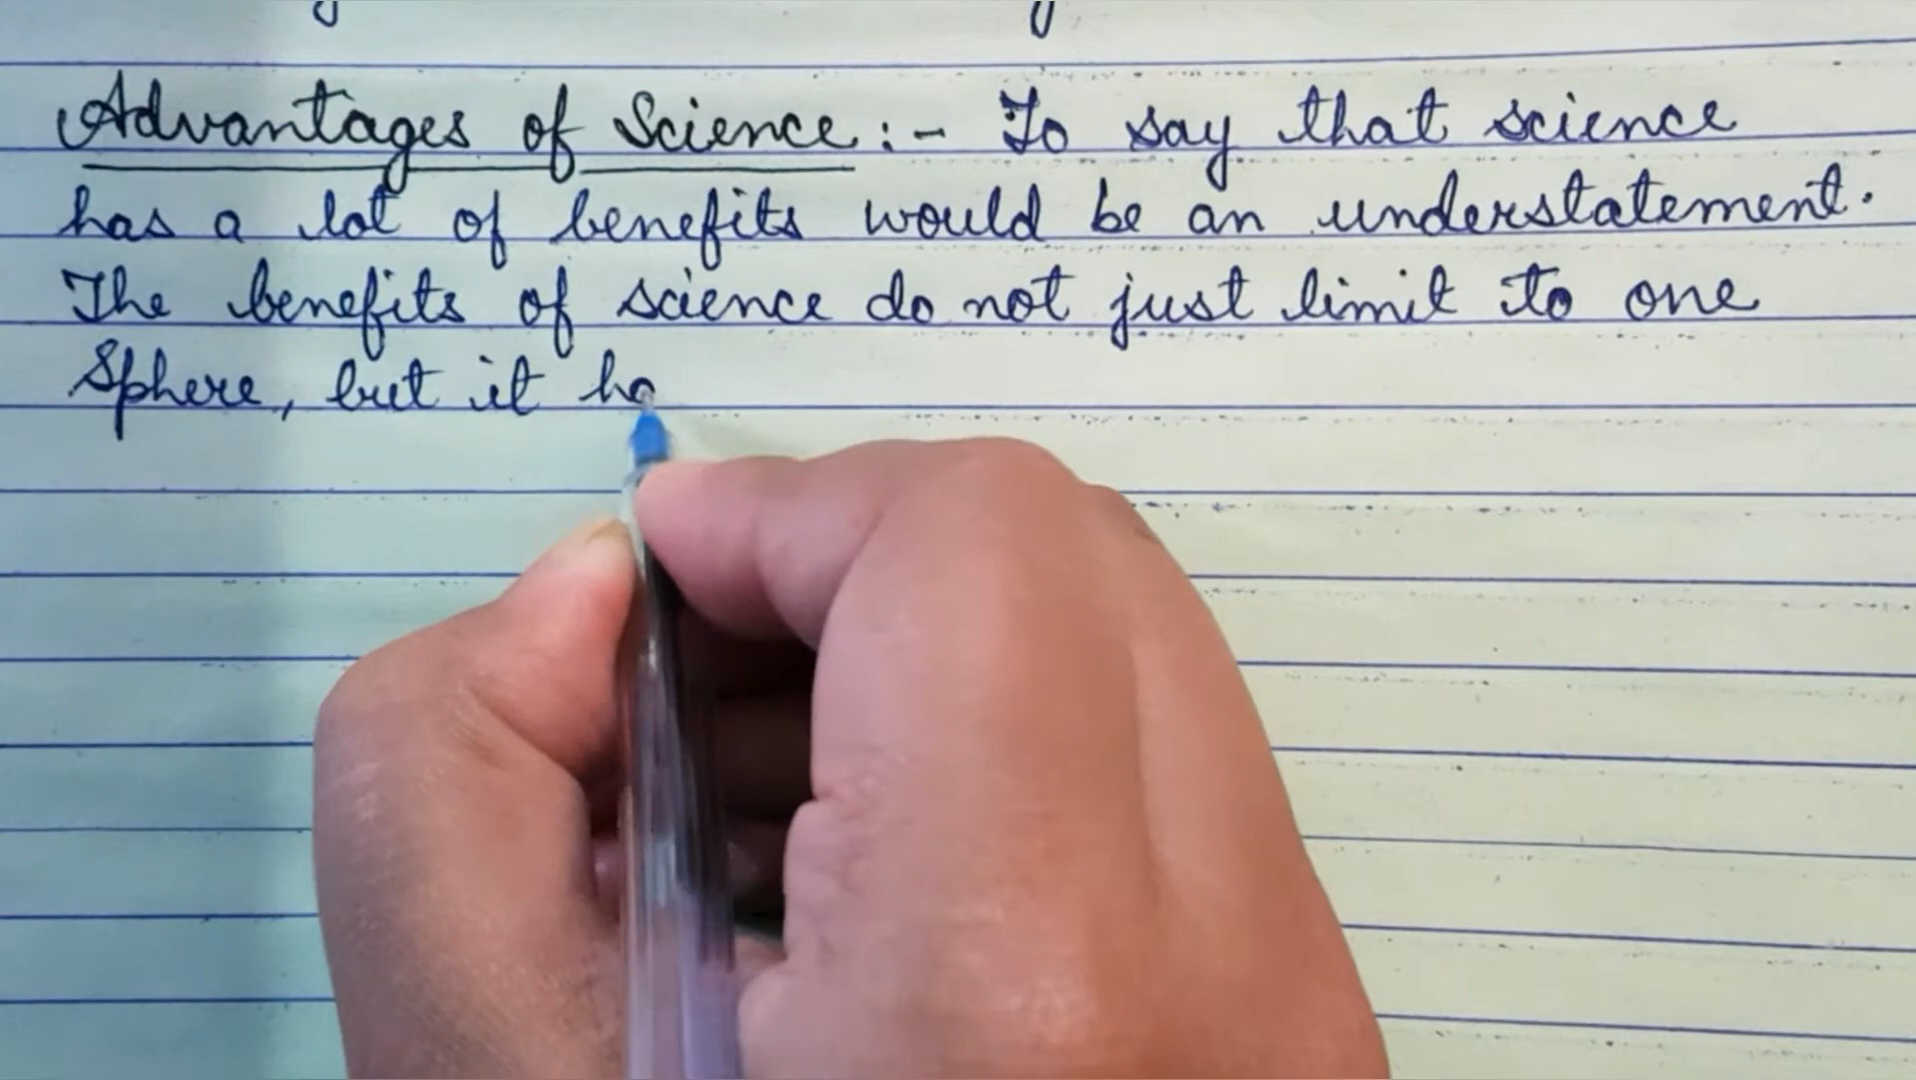 Advantages of Science :- To say that science
has a lot of benefits would be an understatement.
The benefits of science do not just limit to one
Sphere, but it ha